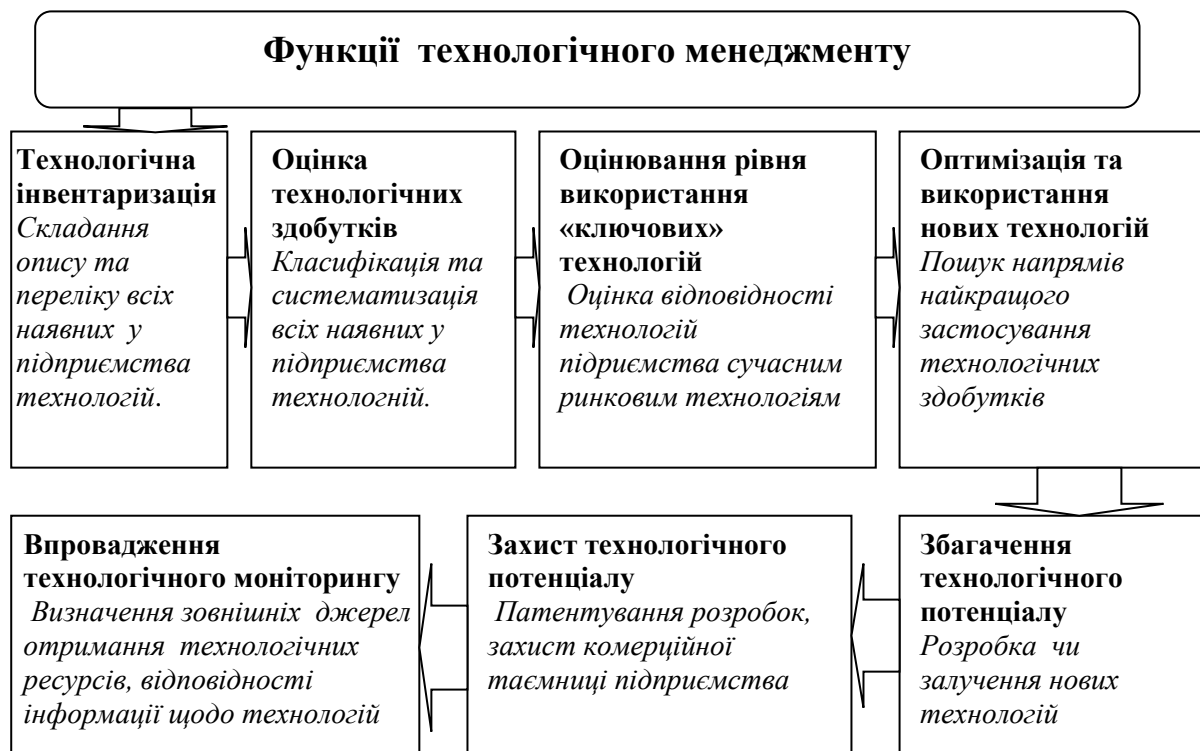 Функції технологічного менеджменту
Технологічна
інвентаризація
Складання
опису та
переліку всіх
наявних у
підприємства
технологій.
Оцінка
технологічних
здобутків
Класифікація та
систематизація
всіх наявних у
підприємства
технологній.
Оцінювання рівня
використання
«ключових»
технологій
Оцінка відповідності
технологій
підриємства сучасним
ринковим технологіям
Оптимізація та
використання
нових технологій
Пошук напрямів
найкращого
застосування
технологічних
здобутків
Збагачення
технологічного
потенціалу
Розробка чи
залучення нових
технологій
Захист технологічного
потенціалу
Патентування розробок,
захист комерційної
таємниці підприємства
Впровадження
технологічного моніторингу
Визначення зовнішніх джерел
отримання технологічних
ресурсів, відповідності
інформації щодо технологій